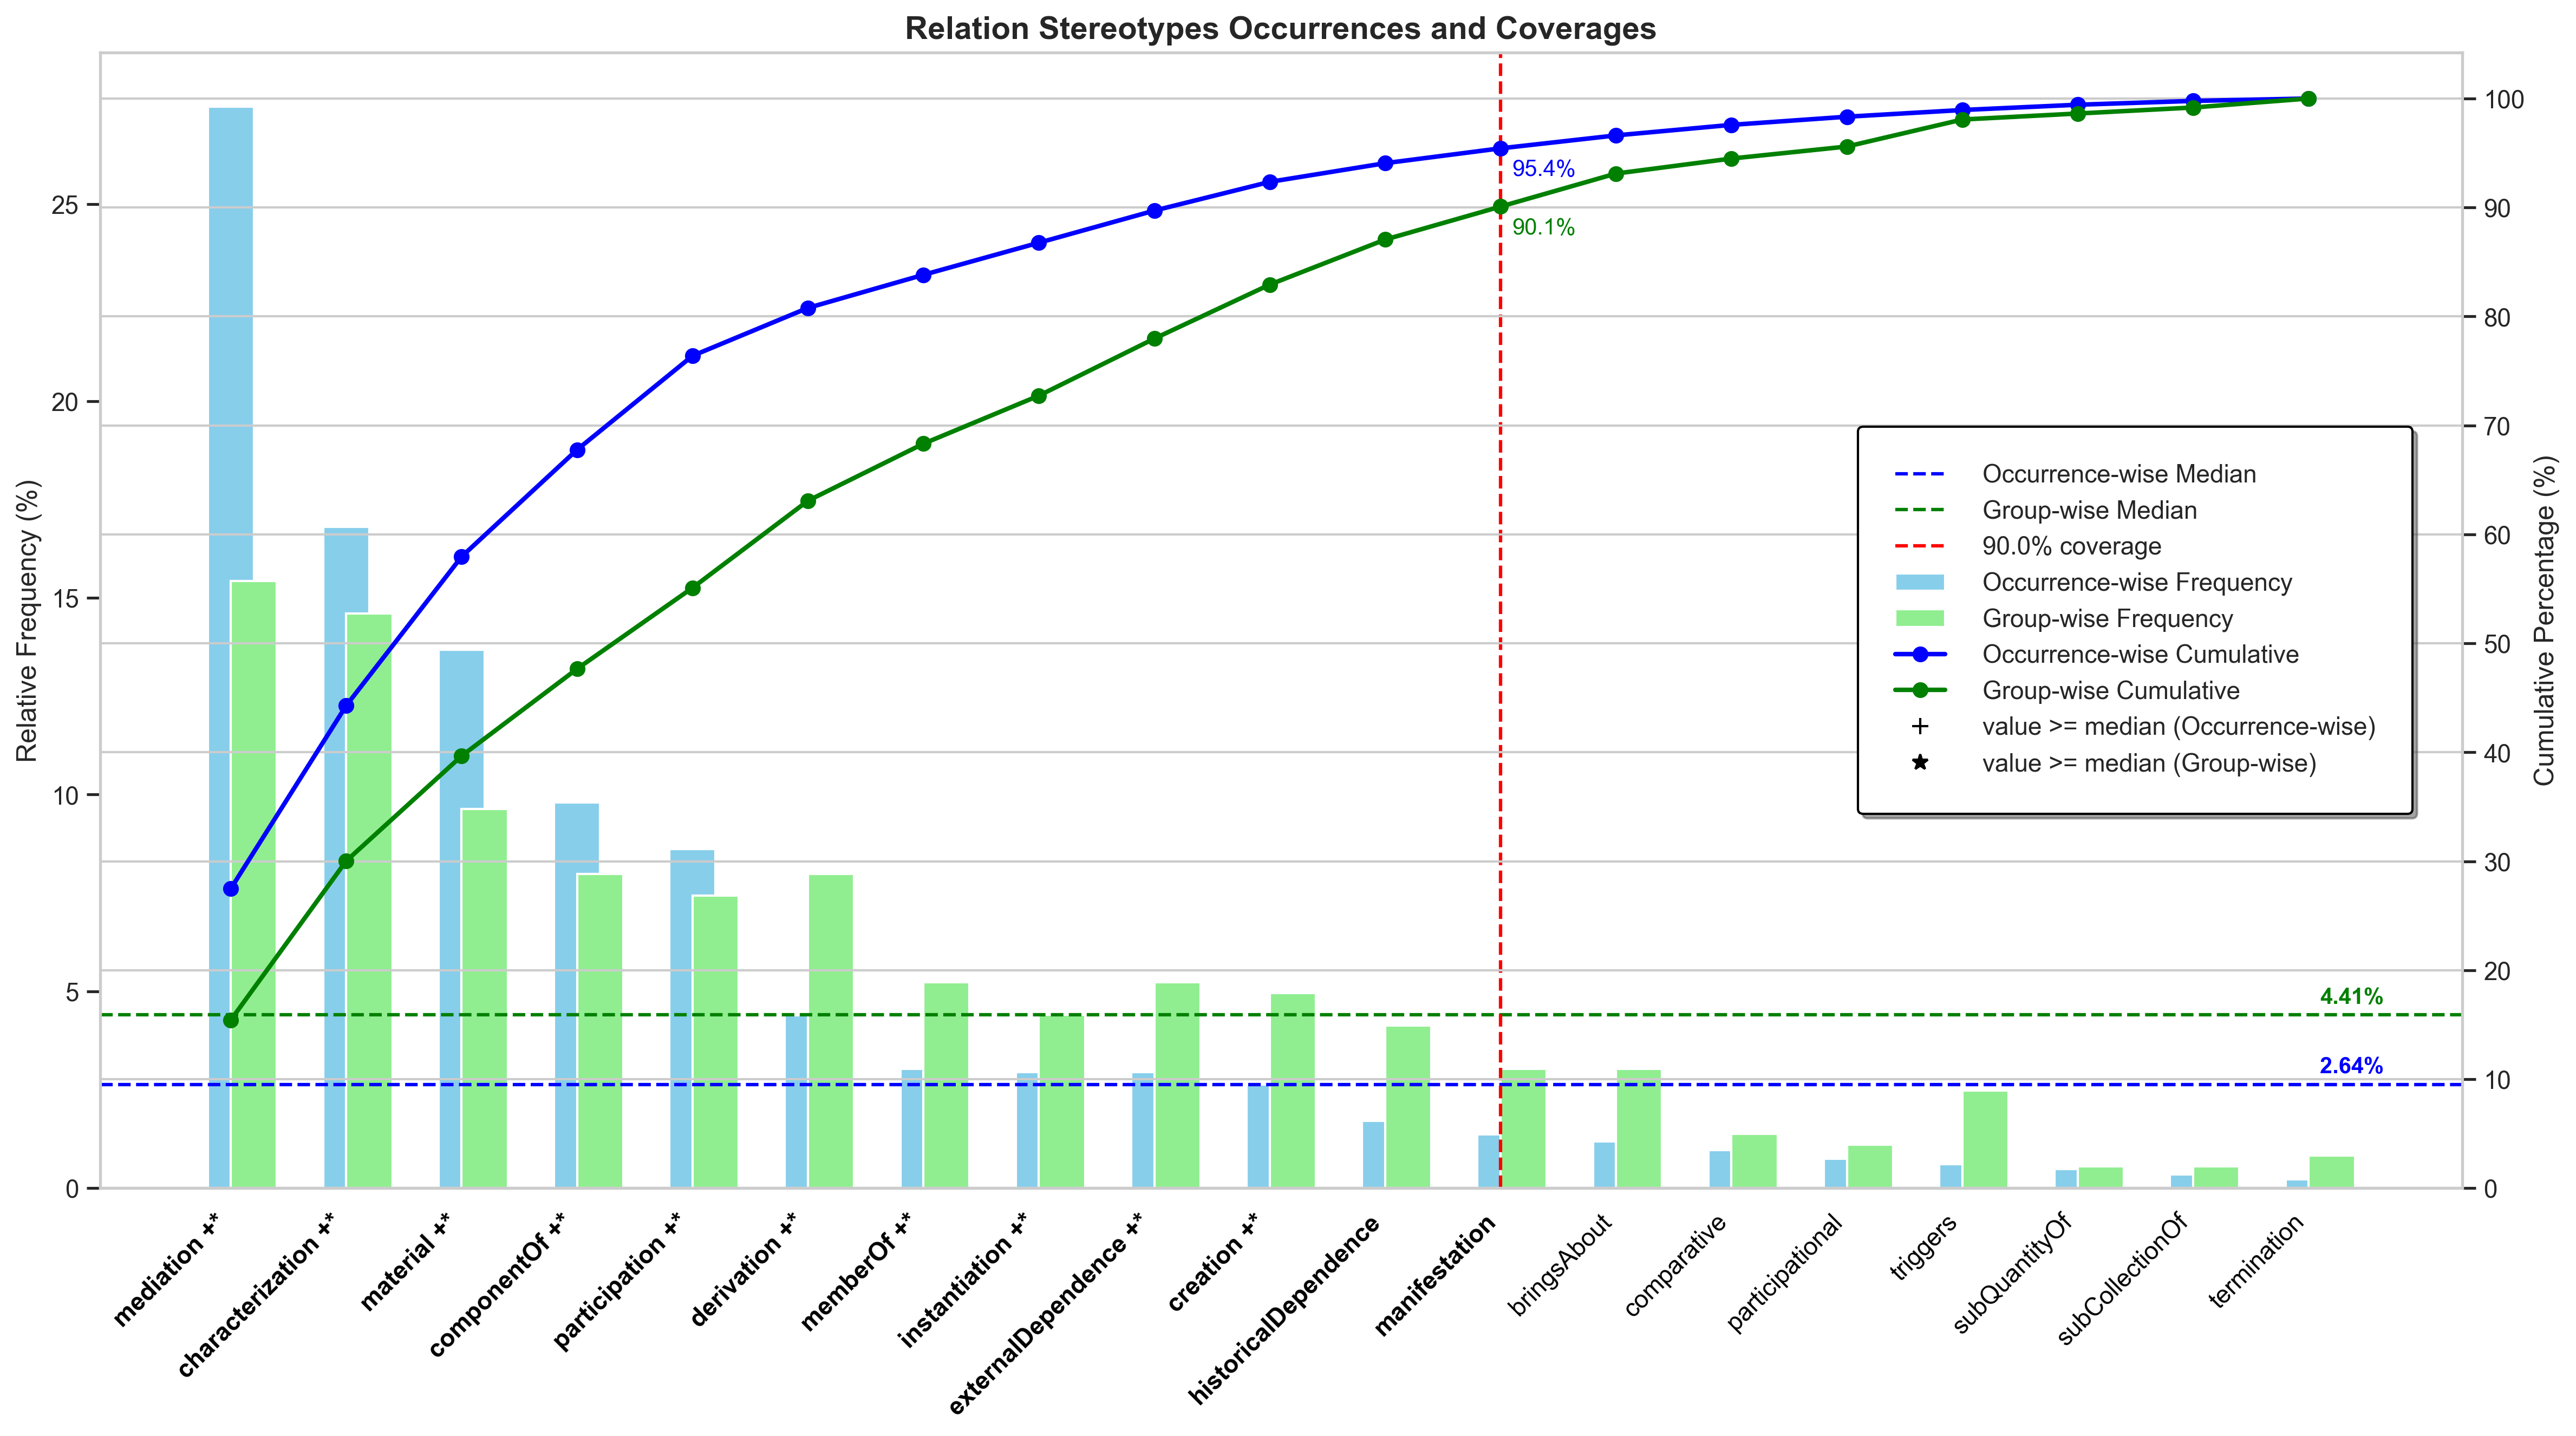 Relation Stereotypes Occurrences and Coverages
Relative Frequency (%)
25
20
15
10
5
0
100
90
80
70
60
50
40
30
20
10
0
Cumulative Percentage (%)
95.4%
90.1%
4.41%
2.64%
Occurrence-wise Median
Group-wise Median
90.0% coverage
Occurrence-wise Frequency
Group-wise Frequency
Occurrence-wise Cumulative
Group-wise Cumulative
value >= median (Occurrence-wise)
value >= median (Group-wise)
mediation +*
characterization +*
material +*
componentOf +*
participation +*
derivation +*
memberOf +*
instantiation +*
externalDependence +*
creation +*
historicalDependence
manifestation
bringsAbout
comparative
participational
triggers
subQuantityOf
subCollectionOf
termination